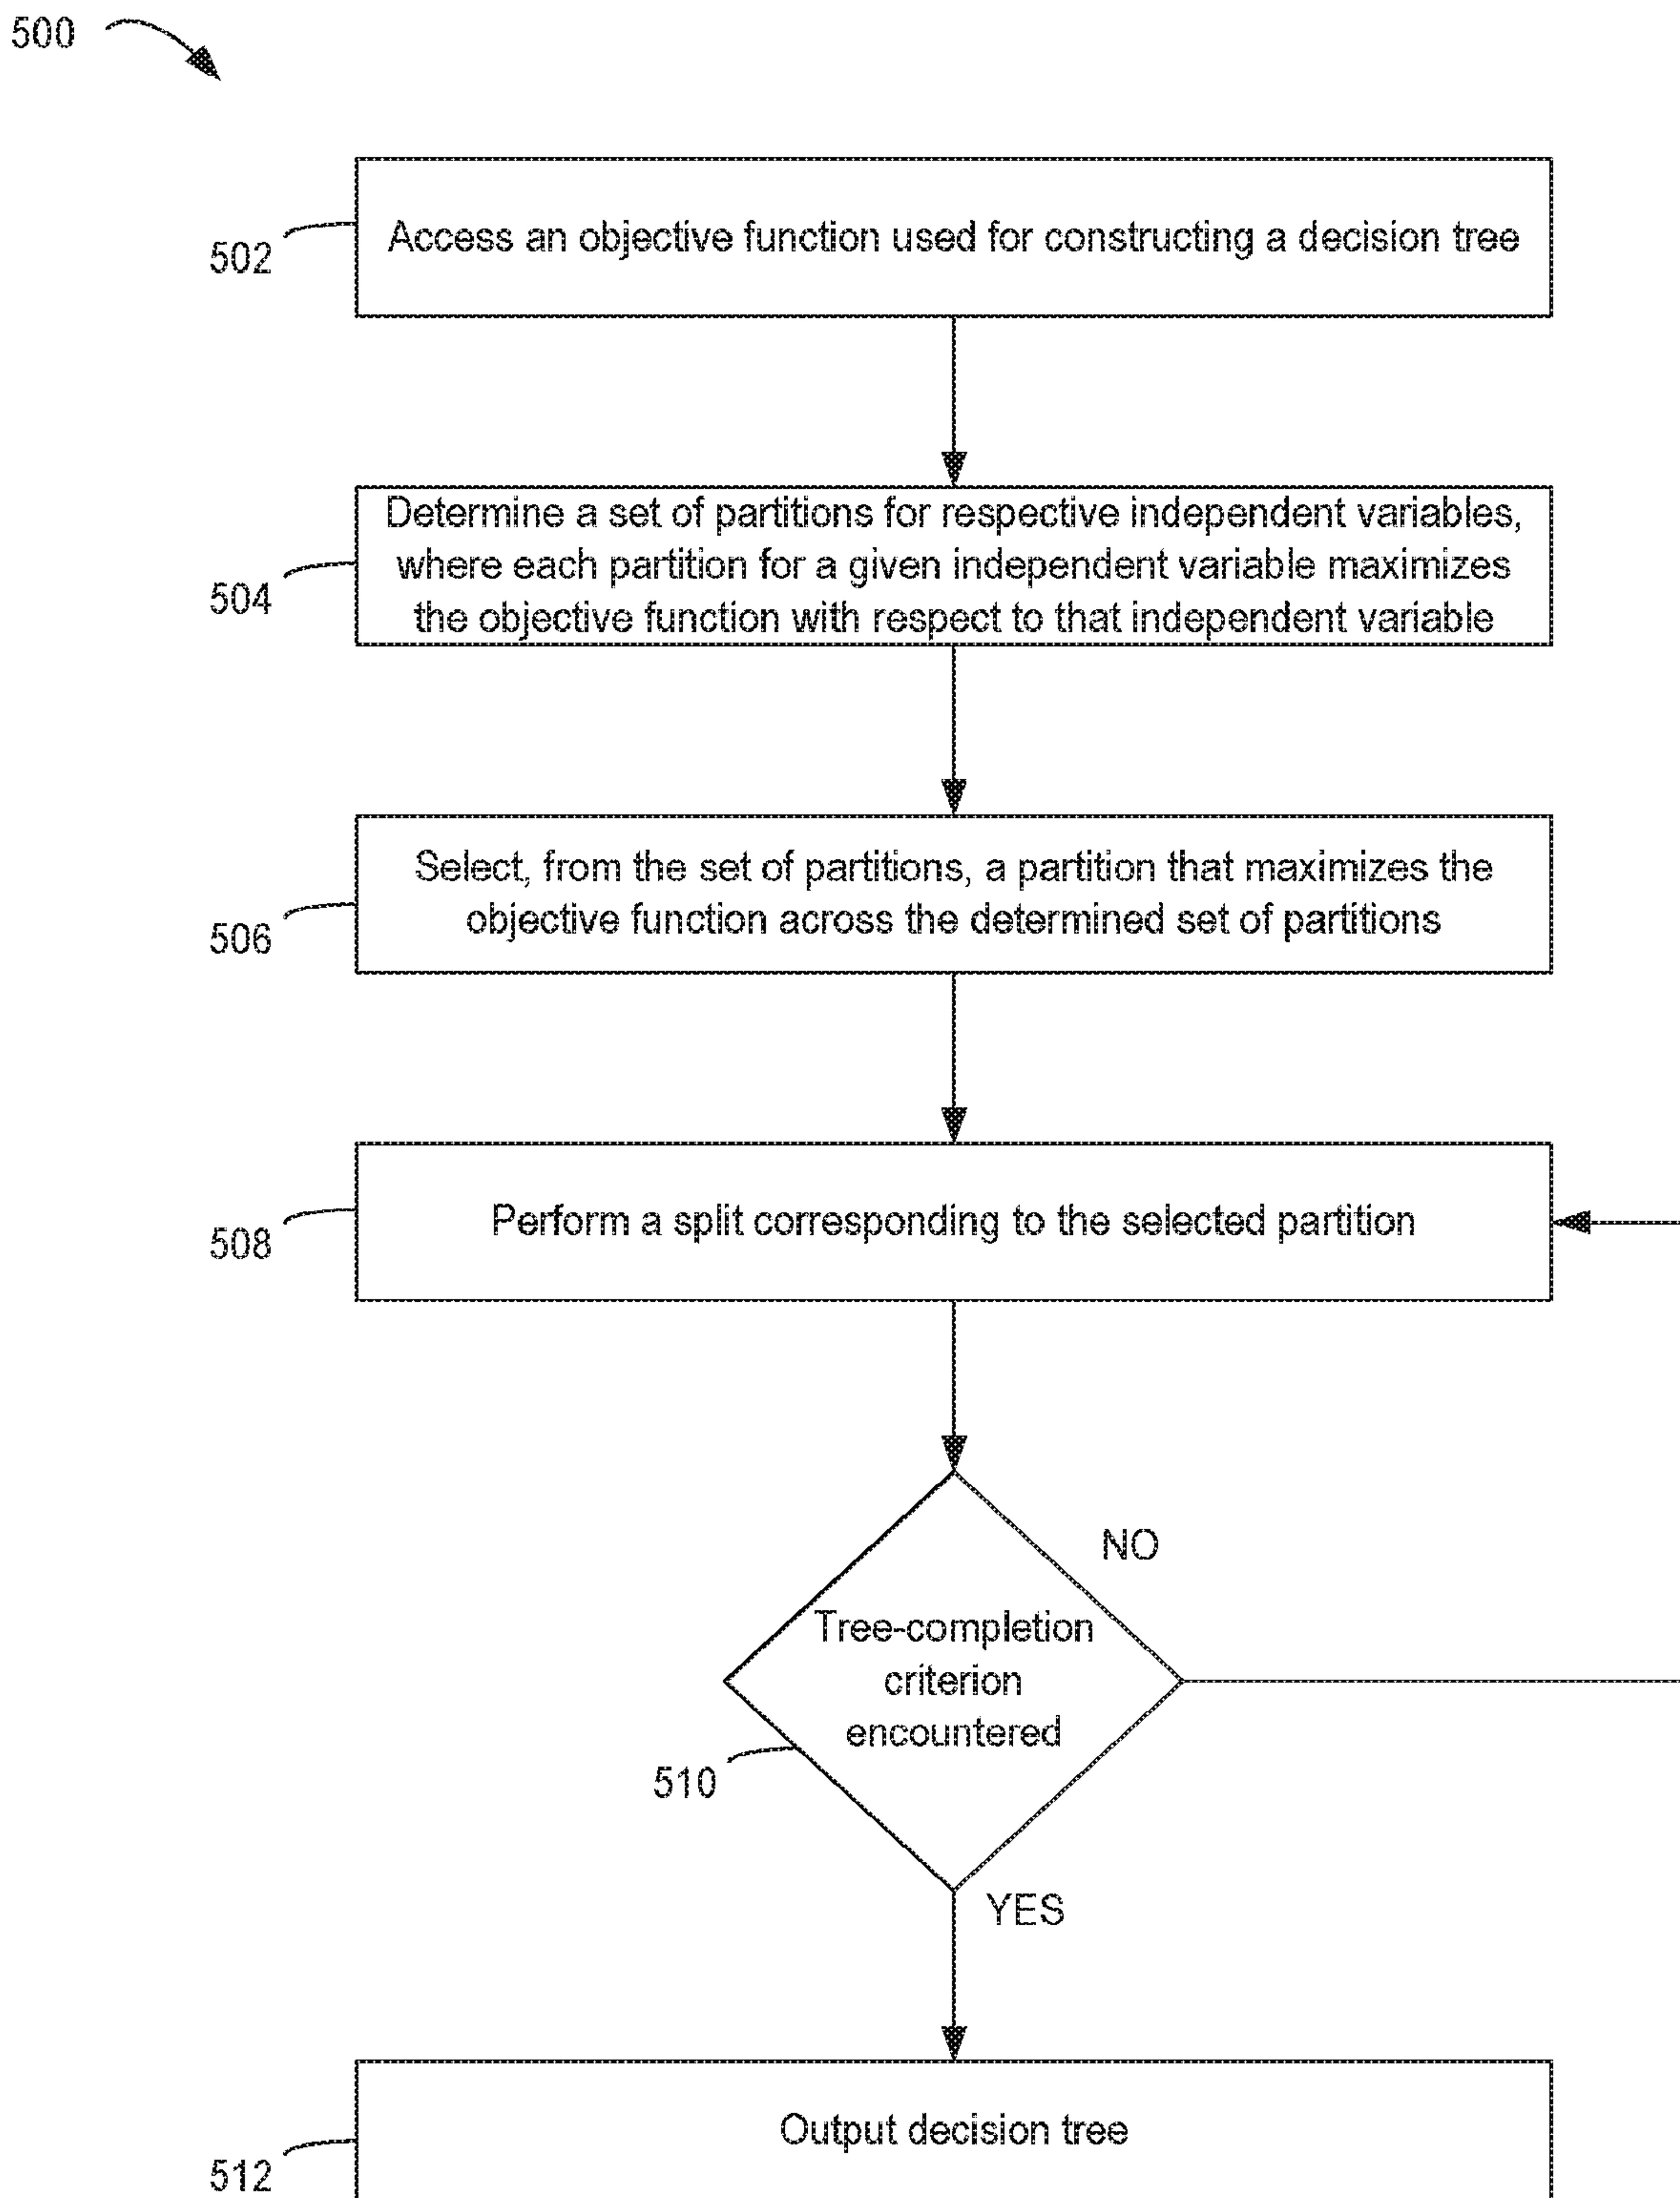 500
502
Access an objective function used for constructing a decision tree
504
Determine a set of partitions for respective independent variables,
where each partition for a given independent variable maximizes
the objective function with respect to that independent variable
506
Select, from the set of partitions, a partition that maximizes the
objective function across the determined set of partitions
508
Perform a split corresponding to the selected partition
NO
Tree-completion
criterion
encountered
510
YES
Output decision tree
512